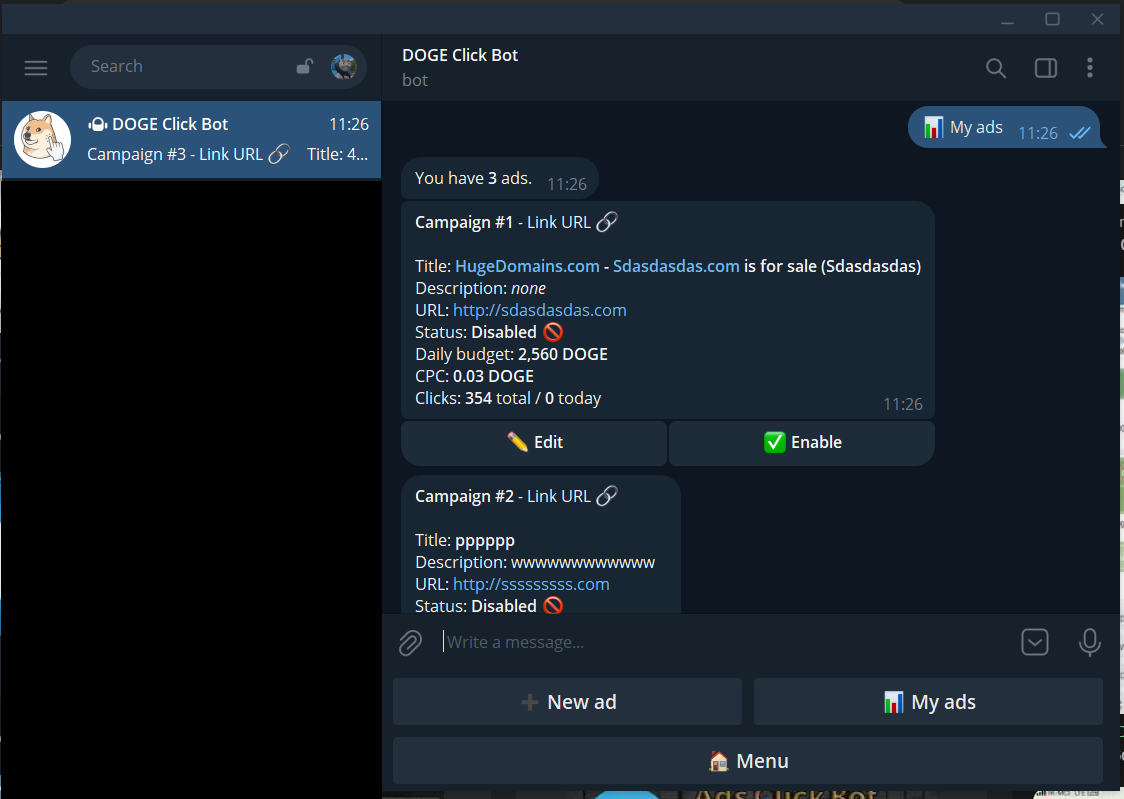 Search
DOGE Click Bot
bot
DOGE Click Bot 11:26
Campaign #3 - Link URL 🔗 Title: 4...
📊 My ads 11:26
You have 3 ads. 11:26
Campaign #1 - Link URL 🔗
Title: HugeDomains.com - Sdasdasdas.com is for sale (Sdasdasdas)
Description: none
URL: http://sdasdasdas.com
Status: Disabled 🚫
Daily budget: 2,560 DOGE
CPC: 0.03 DOGE
Clicks: 354 total / 0 today
11:26
✏️ Edit
✅ Enable
Campaign #2 - Link URL 🔗
Title: pppppp
Description: wwwwwwwwwwwww
URL: http://sssssssss.com
Status: Disabled 🚫
Write a message...
➕ New ad
📊 My ads
🏠 Menu
Ads Click Bot